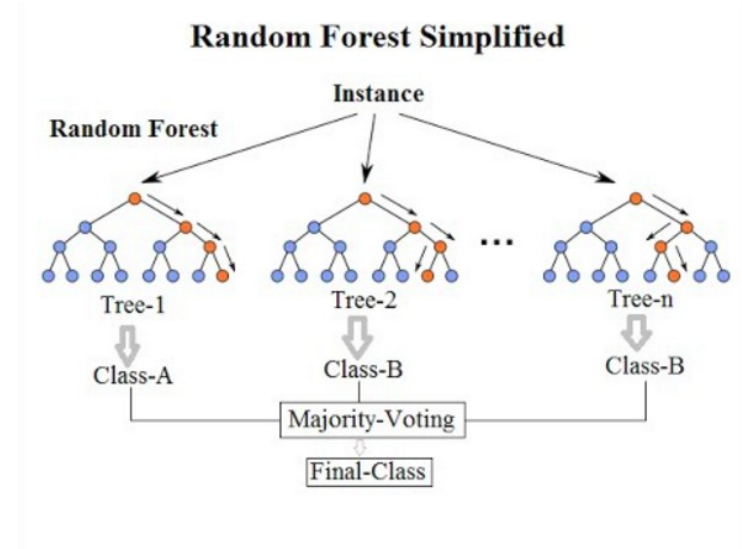 Random Forest Simplified
Instance
Random Forest
...
Tree-1
Tree-2
Tree-n
Class-A
Class-B
Class-B
Majority-Voting
Final-Class